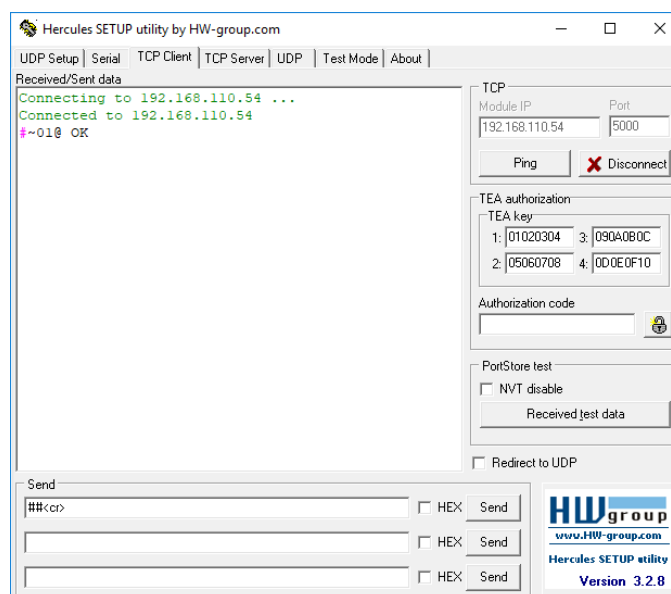 Hercules SETUP utility by HW-group.com
UDP Setup Serial TCP Client TCP Server UDP Test Mode About
Received/Sent data
Connecting to 192.168.110.54 ...
Connected to 192.168.110.54
#~01@ OK
TCP
Module IP Port
192.168.110.54 5000
Ping Disconnect
TEA authorization
TEA key
1: 01020304 3: 090A0B0C
2: 05060708 4: 0D0E0F10
Authorization code
PortStore test
NVT disable
Received test data
Redirect to UDP
Send
##<cr> HEX Send
HEX Send
HEX Send
HW group
www.HW-group.com
Hercules SETUP utility
Version 3.2.8